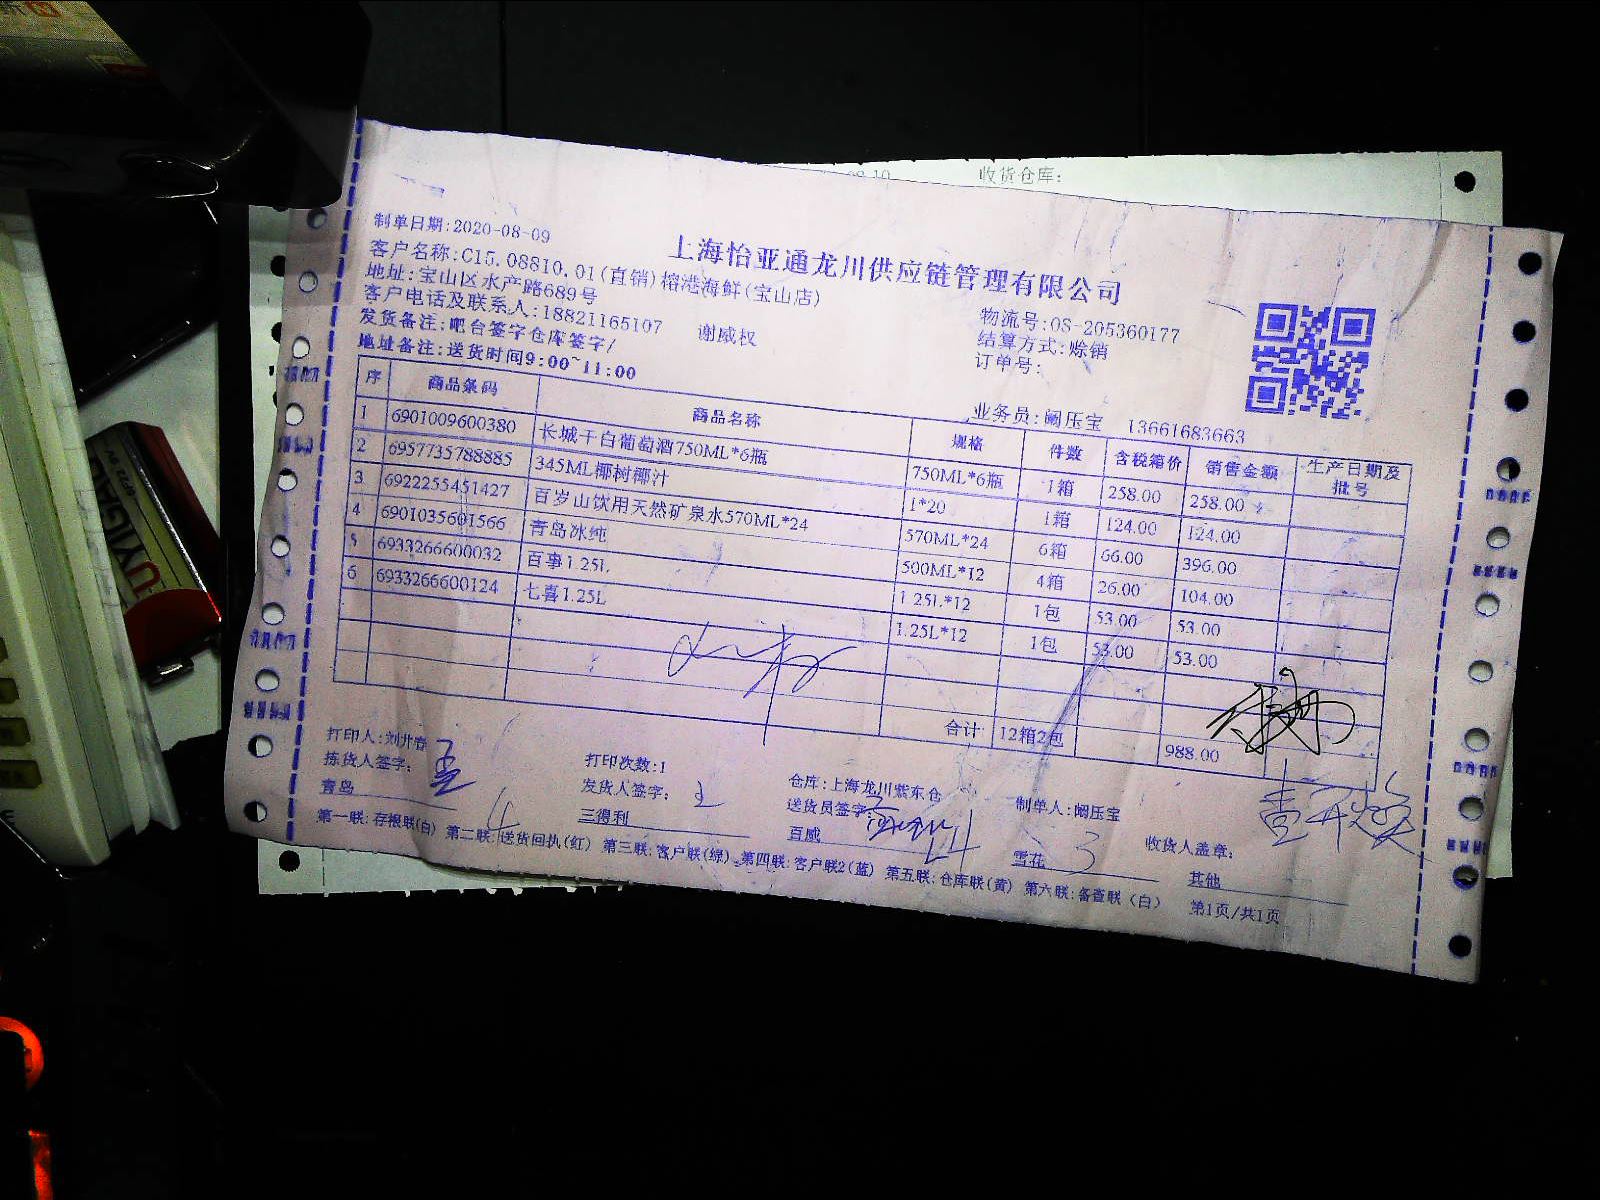 收货仓库:
制单日期:2020-08-09
上海怡亚通龙川供应链管理有限公司
客户名称:C15.08810.01(直销)榕港海鲜(宝山店)
地址:宝山区水产路689号
客户电话及联系人:18821165107 谢威权
物流号:OS-205360177
发货备注:吧台签字仓库签字/
结算方式:赊销
地址备注:送货时间9:00~11:00
订单号:
业务员:阚压宝 13661683663
序 商品条码 商品名称 规格 件数 含税箱价 销售金额 生产日期及批号
1 6901009600380 长城干白葡萄酒750ML*6瓶 750ML*6瓶 1箱 258.00 258.00
2 6957735788885 345ML椰树椰汁 1*20 1箱 124.00 124.00
3 6922255451427 百岁山饮用天然矿泉水570ML*24 570ML*24 6箱 66.00 396.00
4 6901035601566 青岛冰纯 500ML*12 4箱 26.00 104.00
5 6933266600032 百事1.25L 1.25L*12 1包 53.00 53.00
6 6933266600124 七喜1.25L 1.25L*12 1包 53.00 53.00
合计 12箱2包 988.00
打印人:刘井春 打印次数:1 仓库:上海龙川紫东仓 制单人:阚压宝
拣货人签字: 发货人签字: 送货员签字: 收货人盖章:
青岛 4 三得利 百威 4 雪花 3 其他
第一联:存根联(白) 第二联:送货回执(红) 第三联:客户联(绿) 第四联:客户联2(蓝) 第五联:仓库联(黄) 第六联:备查联(白) 第1页/共1页